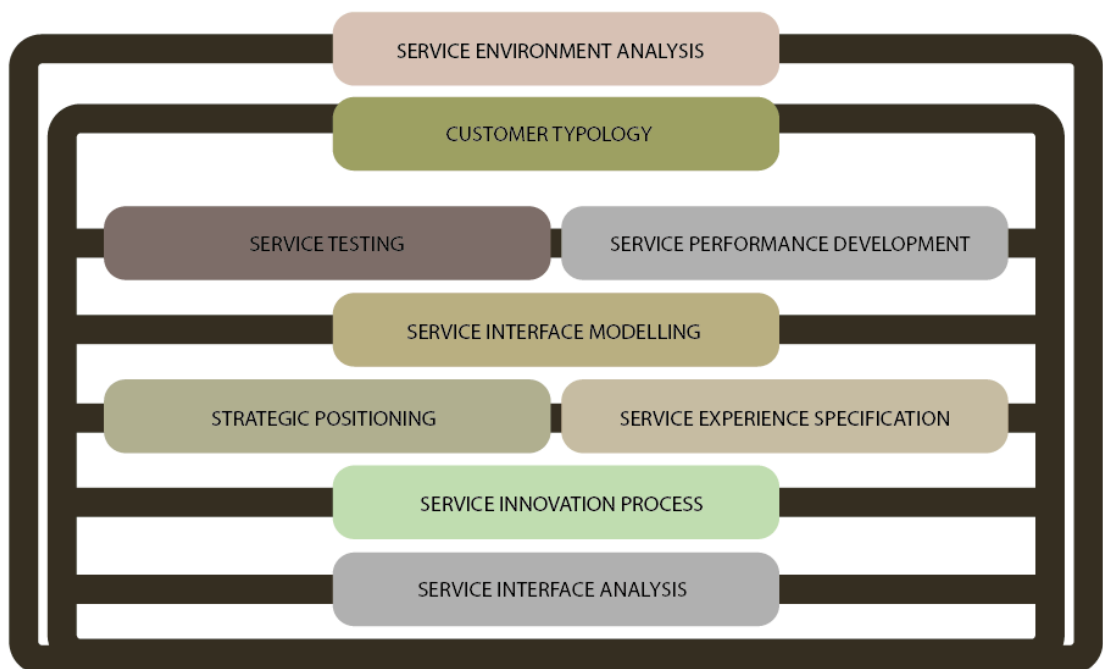 SERVICE ENVIRONMENT ANALYSIS
CUSTOMER TYPOLOGY
SERVICE TESTING
SERVICE PERFORMANCE DEVELOPMENT
SERVICE INTERFACE MODELLING
STRATEGIC POSITIONING
SERVICE EXPERIENCE SPECIFICATION
SERVICE INNOVATION PROCESS
SERVICE INTERFACE ANALYSIS